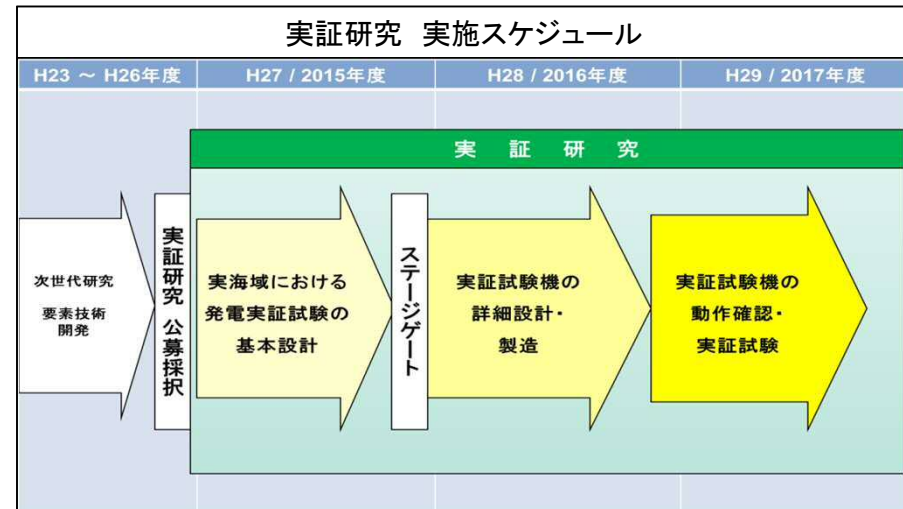 実証研究 実施スケジュール
H23 ～ H26年度
H27 / 2015年度
H28 / 2016年度
H29 / 2017年度
実 証 研 究
次世代研究
要素技術
開発
実証研究 公募採択
実海域における
発電実証試験の
基本設計
ステージゲート
実証試験機の
詳細設計・
製造
実証試験機の
動作確認・
実証試験